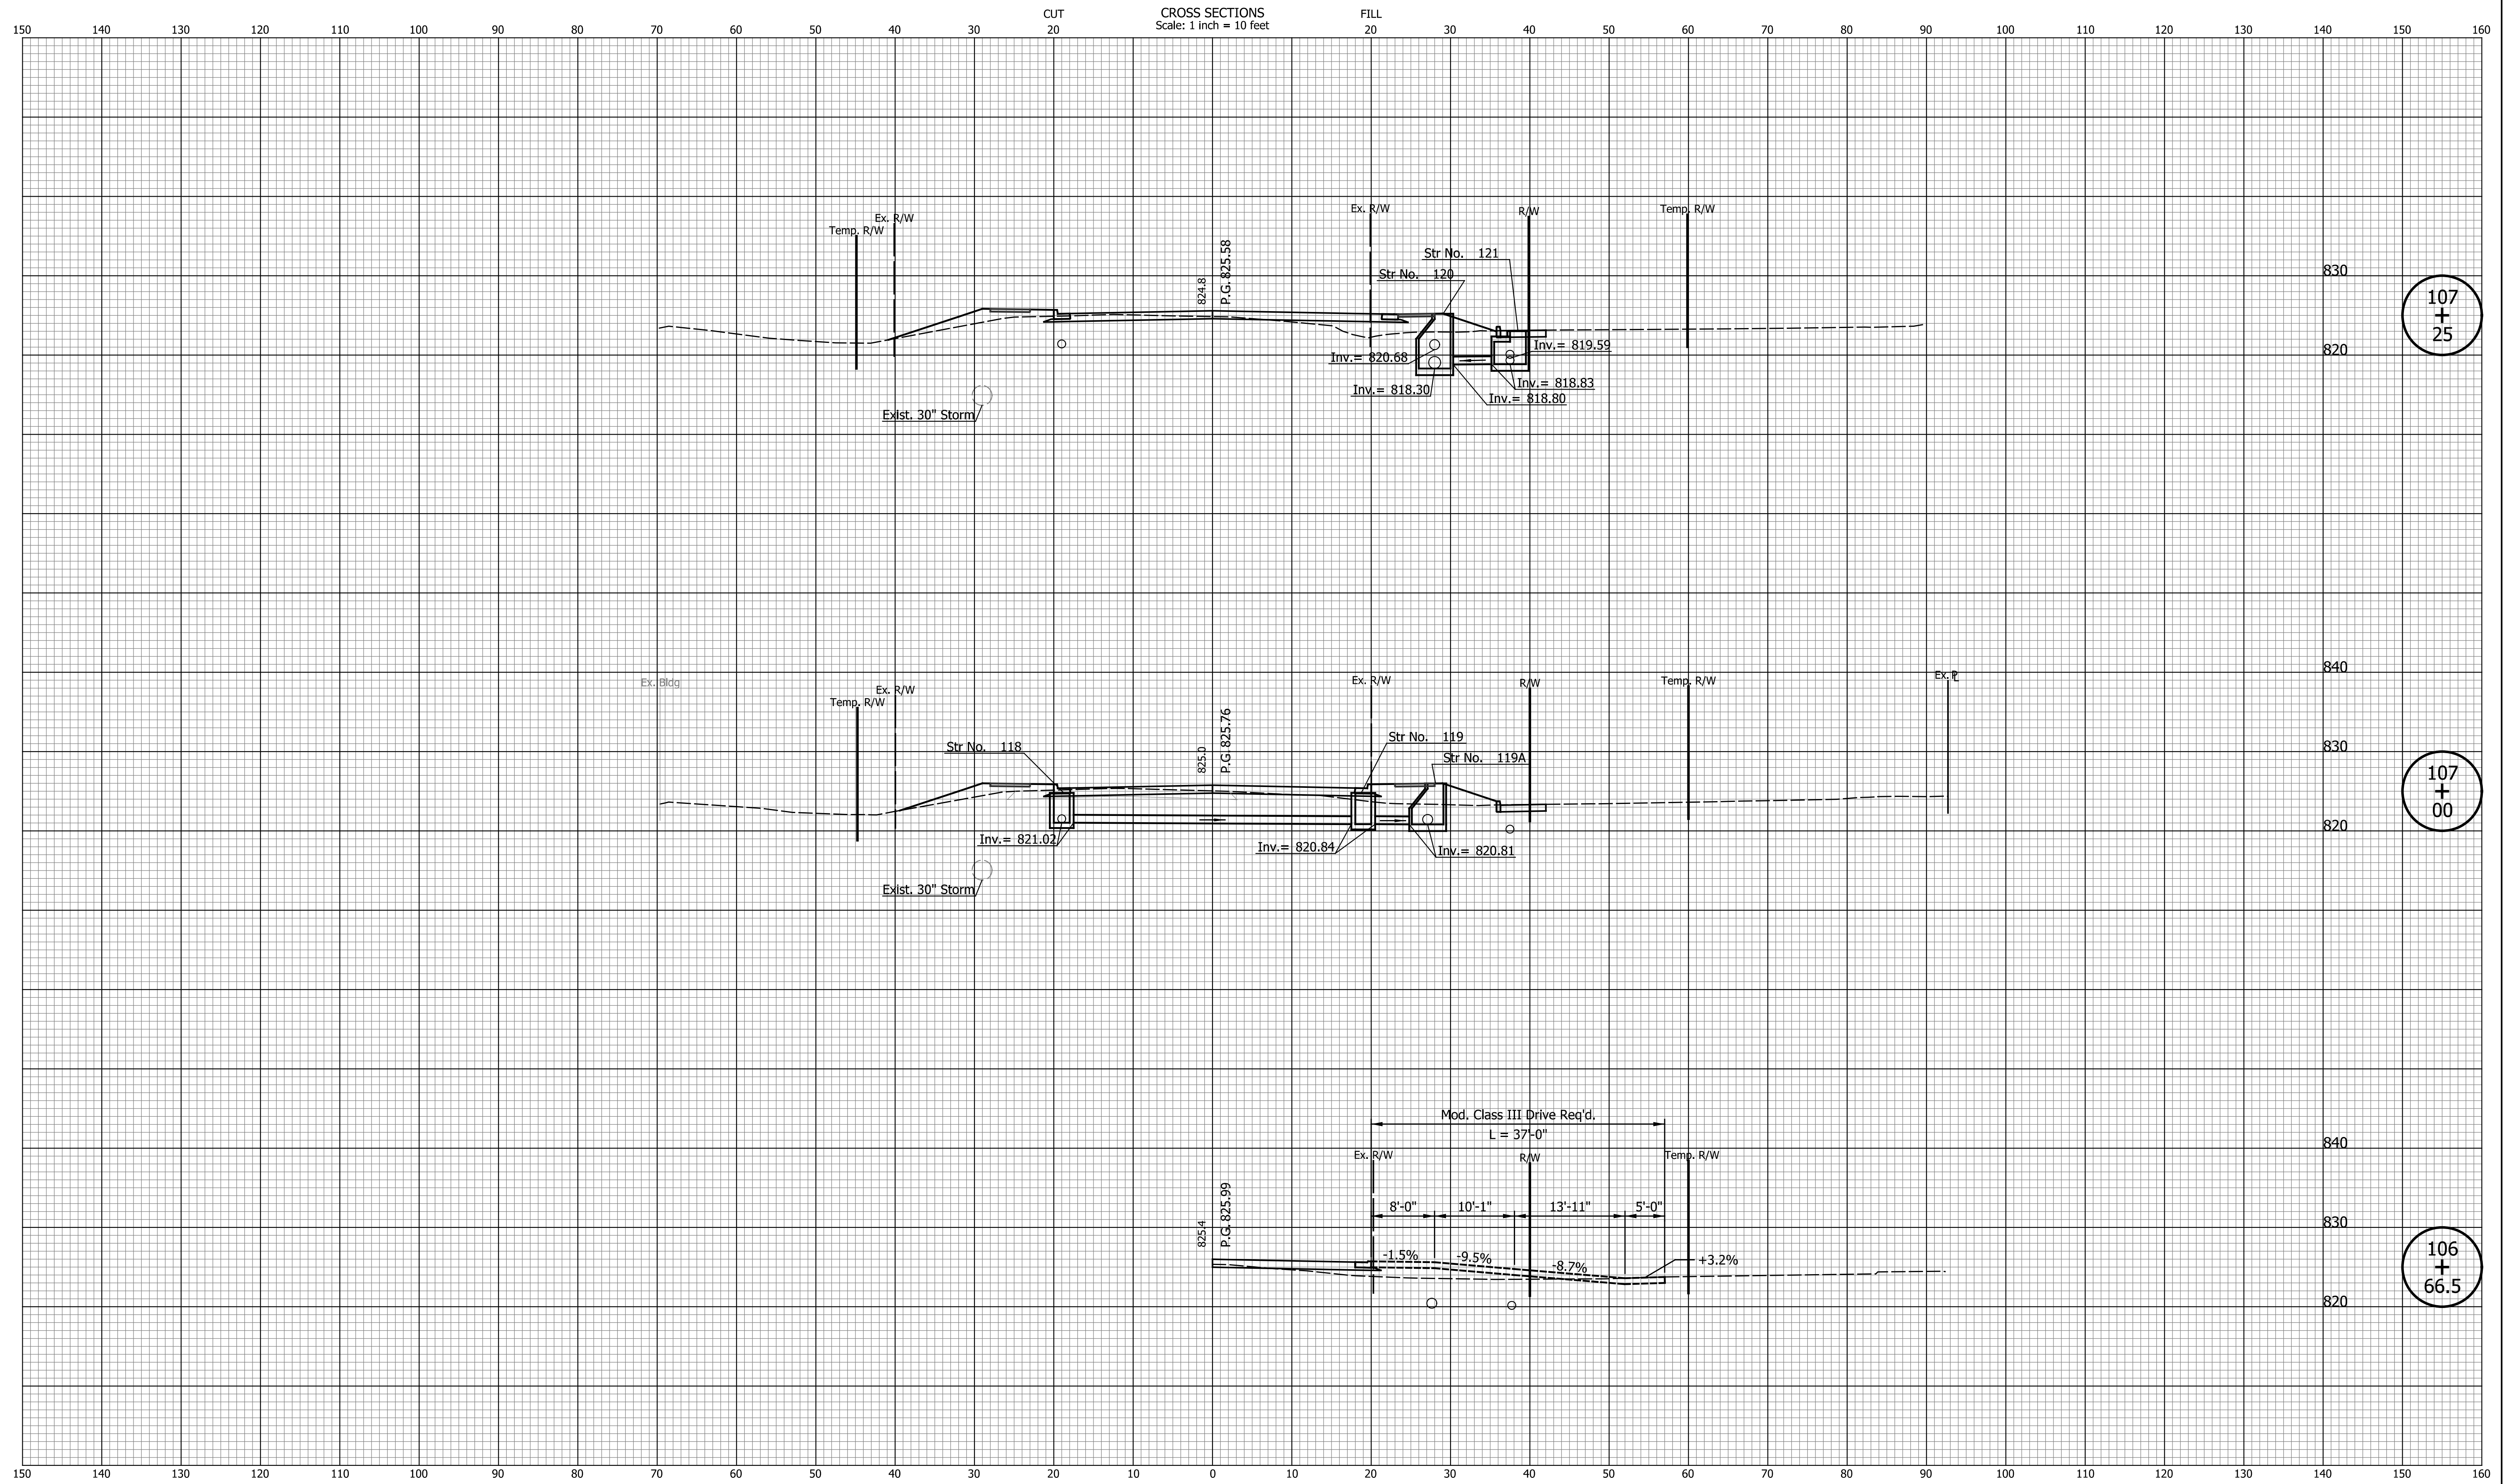 CUT CROSS SECTIONS FILL
Scale: 1 inch = 10 feet
150 140 130 120 110 100 90 80 70 60 50 40 30 20 10 0 10 20 30 40 50 60 70 80 90 100 110 120 130 140 150 160
Temp. R/W
Ex. R/W
824.8
P.G. 825.58
Ex. R/W
R/W
Temp. R/W
Str No. 121
Str No. 120
Inv.= 820.68
Inv.= 819.59
Inv.= 818.30
Inv.= 818.83
Inv.= 818.80
Exist. 30" Storm
830
820
107
+
25
Ex. Bldg
Temp. R/W
Ex. R/W
825.0
P.G. 825.76
Ex. R/W
R/W
Temp. R/W
Ex. PL
Str No. 118
Str No. 119
Str No. 119A
Inv.= 821.02
Inv.= 820.84
Inv.= 820.81
Exist. 30" Storm
840
830
820
107
+
00
Mod. Class III Drive Req'd.
L = 37'-0"
Ex. R/W
R/W
Temp. R/W
825.4
P.G. 825.99
8'-0" 10'-1" 13'-11" 5'-0"
-1.5% -9.5% -8.7% +3.2%
840
830
820
106
+
66.5
150 140 130 120 110 100 90 80 70 60 50 40 30 20 10 0 10 20 30 40 50 60 70 80 90 100 110 120 130 140 150 160